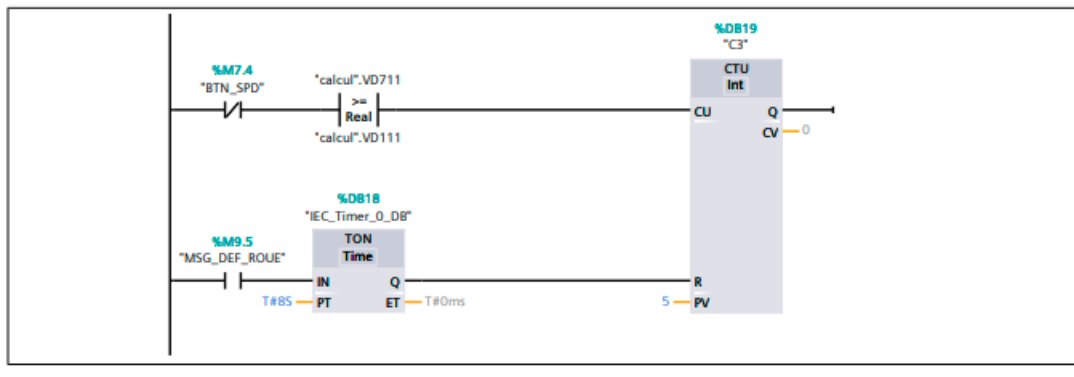 %DB19
"C3"
CTU
Int
%M7.4
"BTN_SPD"
"calcul".VD711
>=
Real
"calcul".VD111
CU Q
CV 0
%DB18
"IEC_Timer_0_DB"
TON
Time
%M9.5
"MSG_DEF_ROUE"
IN Q R
T#8S PT ET T#0ms 5 PV